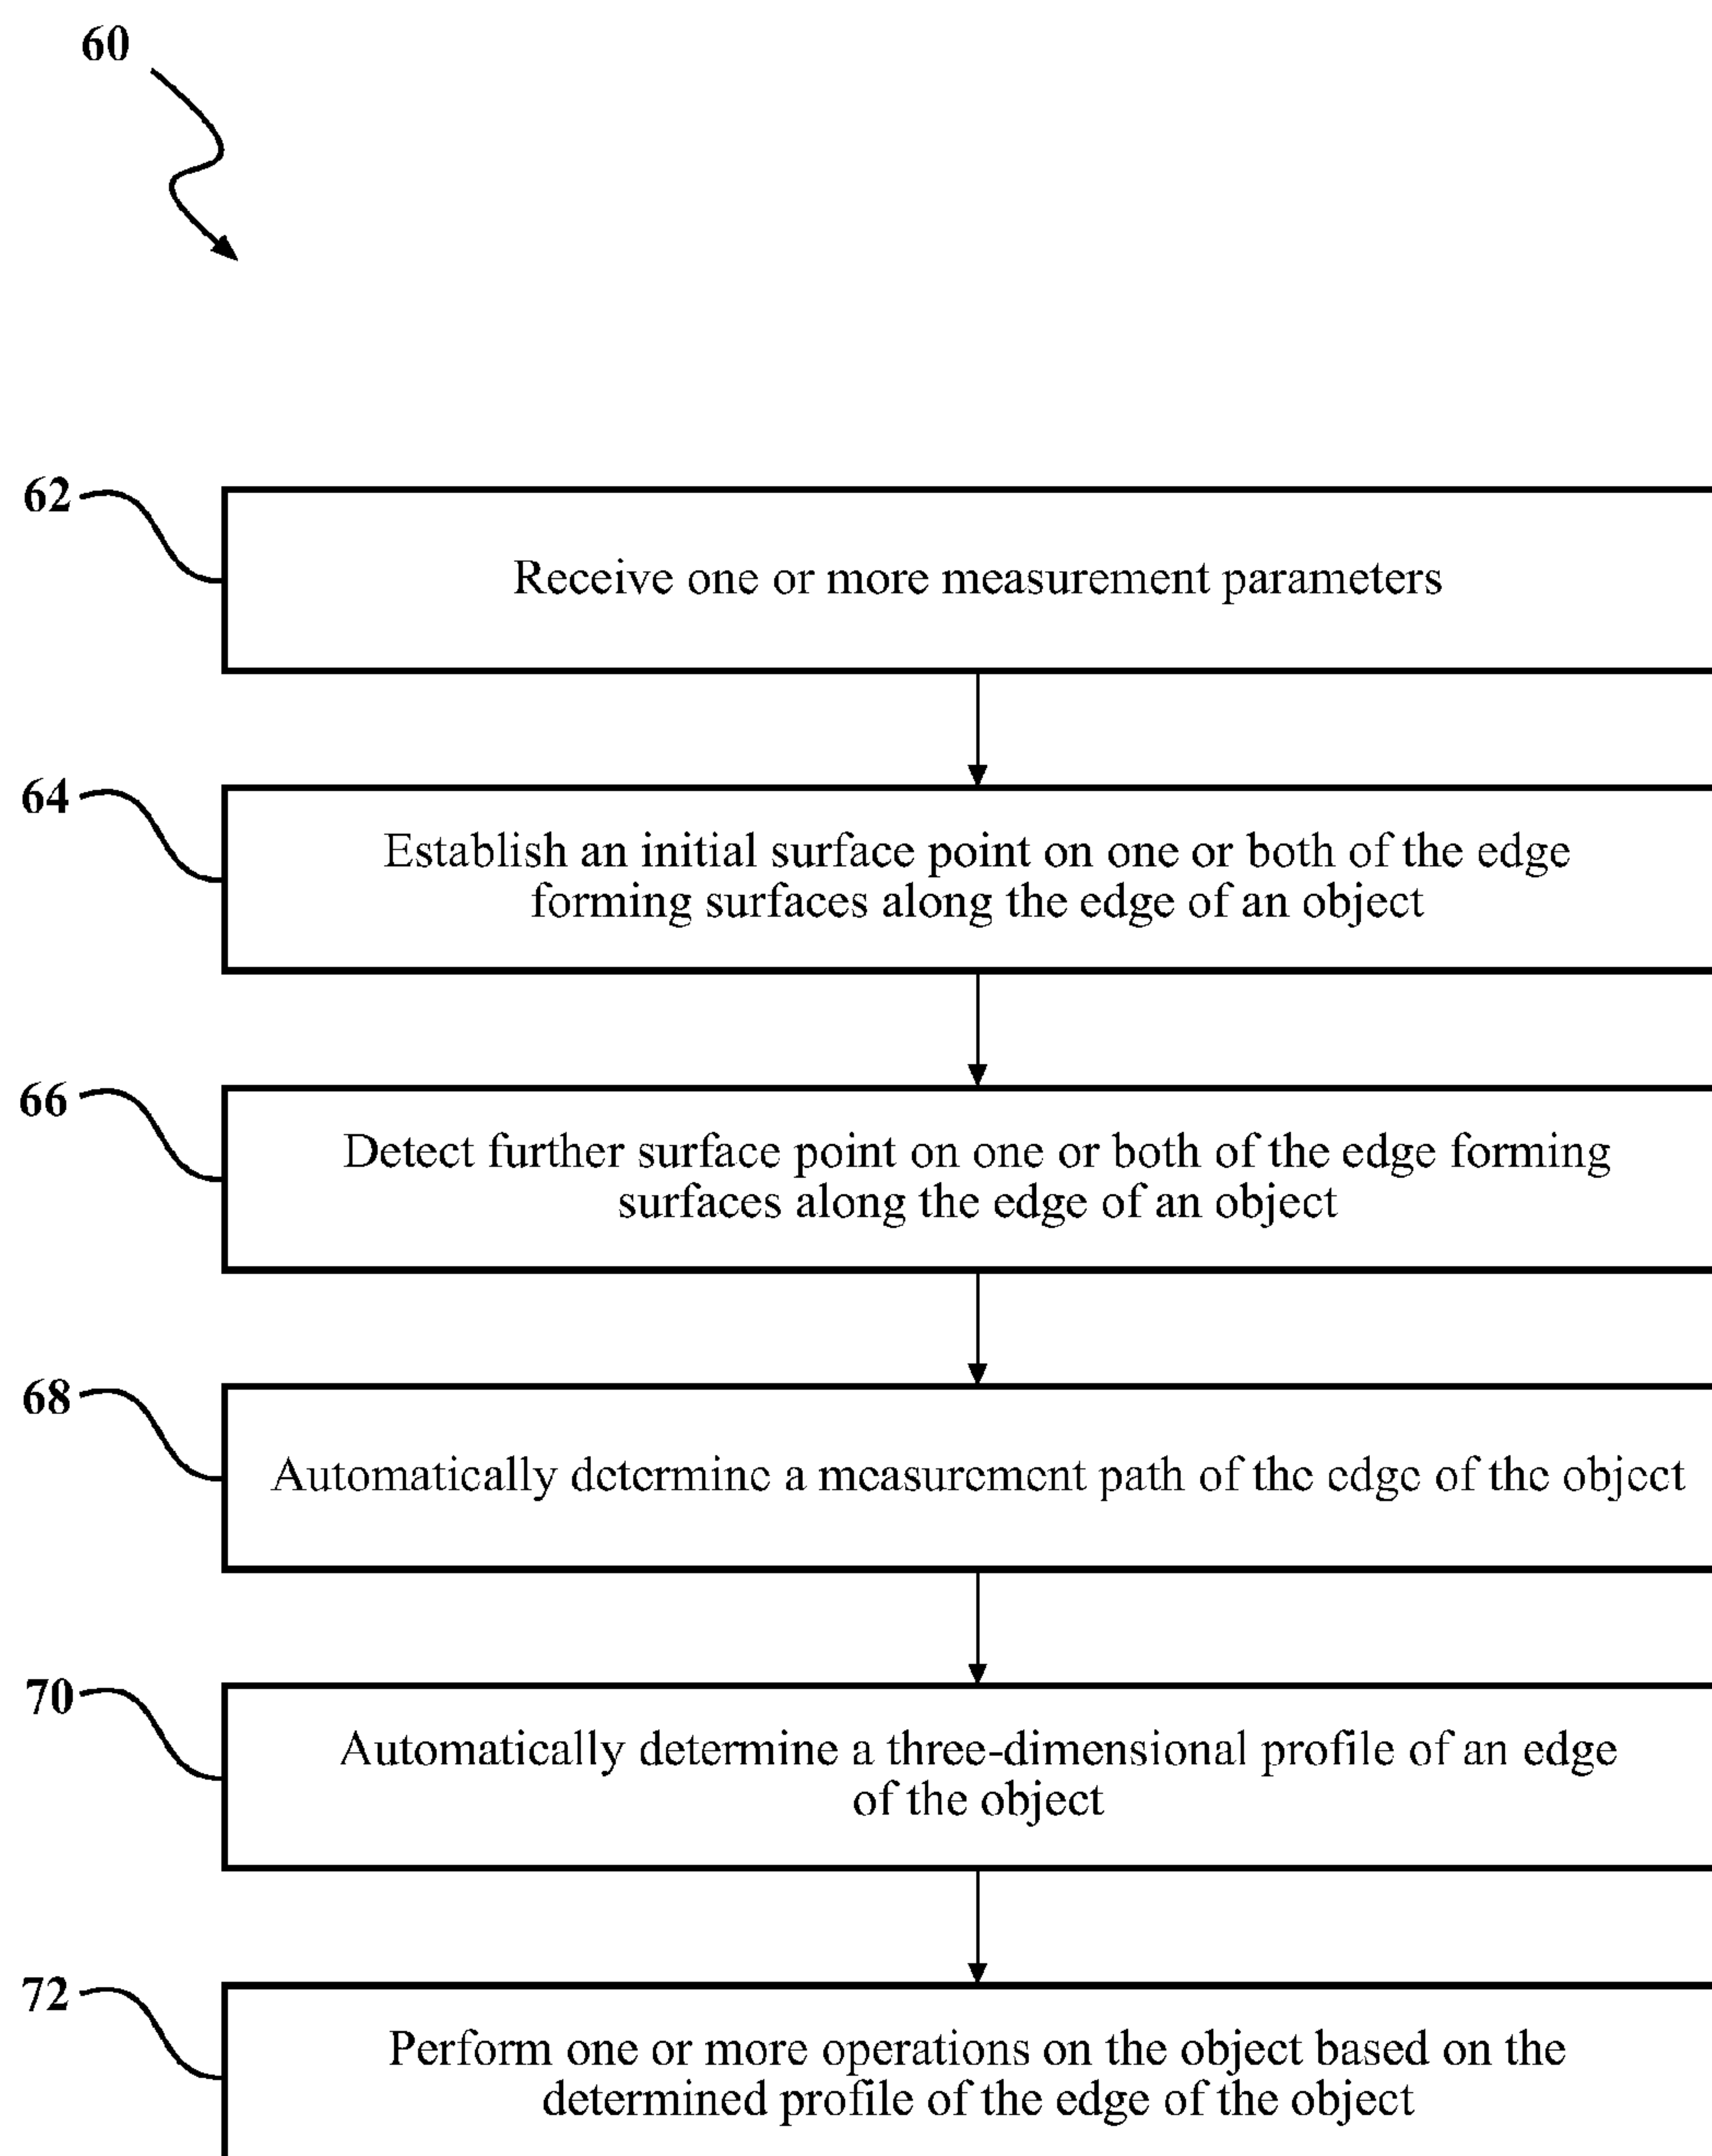 60
62
Receive one or more measurement parameters
64
Establish an initial surface point on one or both of the edge
forming surfaces along the edge of an object
66
Detect further surface point on one or both of the edge forming
surfaces along the edge of an object
68
Automatically determine a measurement path of the edge of the object
70
Automatically determine a three-dimensional profile of an edge
of the object
72
Perform one or more operations on the object based on the
determined profile of the edge of the object